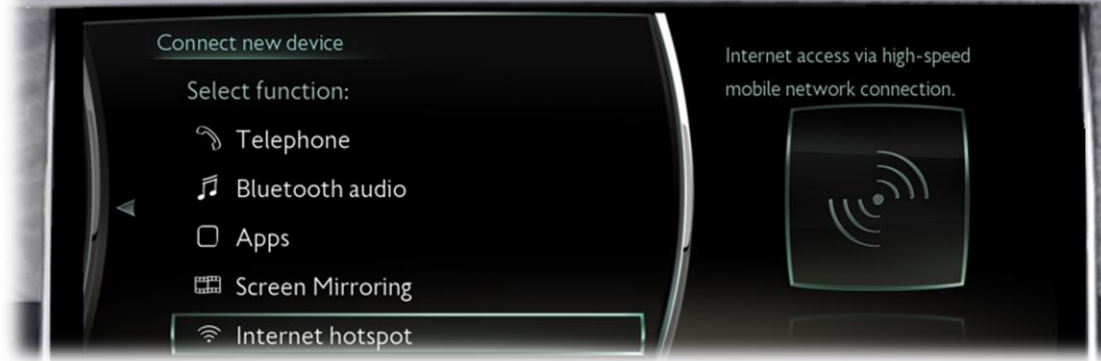 Connect new device
Select function:
Telephone
Bluetooth audio
Apps
Screen Mirroring
Internet hotspot
Internet access via high-speed
mobile network connection.